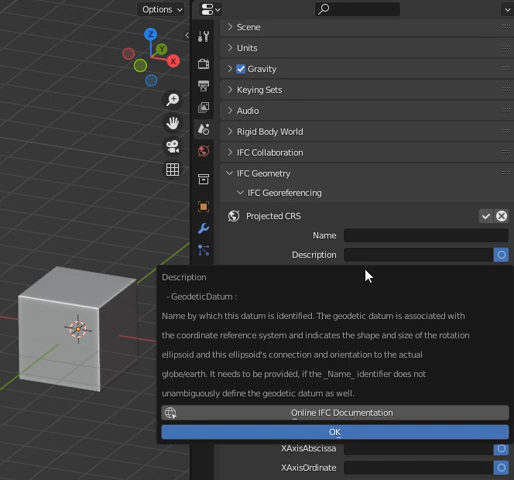 Options
Z
Y
X
Scene
Units
Gravity
Keying Sets
Audio
Rigid Body World
IFC Collaboration
IFC Geometry
IFC Georeferencing
Projected CRS
Name
Description
Description
- GeodeticDatum :
Name by which this datum is identified. The geodetic datum is associated with
the coordinate reference system and indicates the shape and size of the rotation
ellipsoid and this ellipsoid's connection and orientation to the actual
globe/earth. It needs to be provided, if the _Name_ identifier does not
unambiguously define the geodetic datum as well.
Online IFC Documentation
OK
XAxisAbscissa
XAxisOrdinate